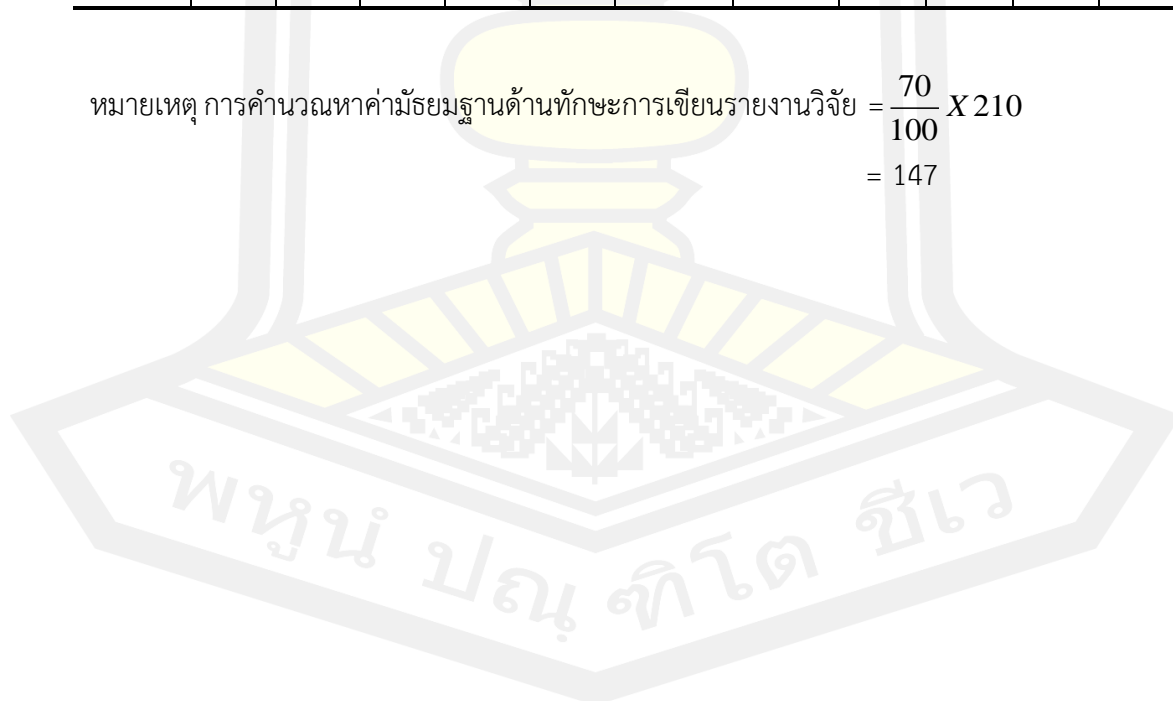 หมายเหตุ การคำนวณหาค่ามัธยมฐานด้านทักษะการเขียนรายงานวิจัย = 70/100 X 210
= 147
พหูนํ ปณฺฑิโต ชีเว